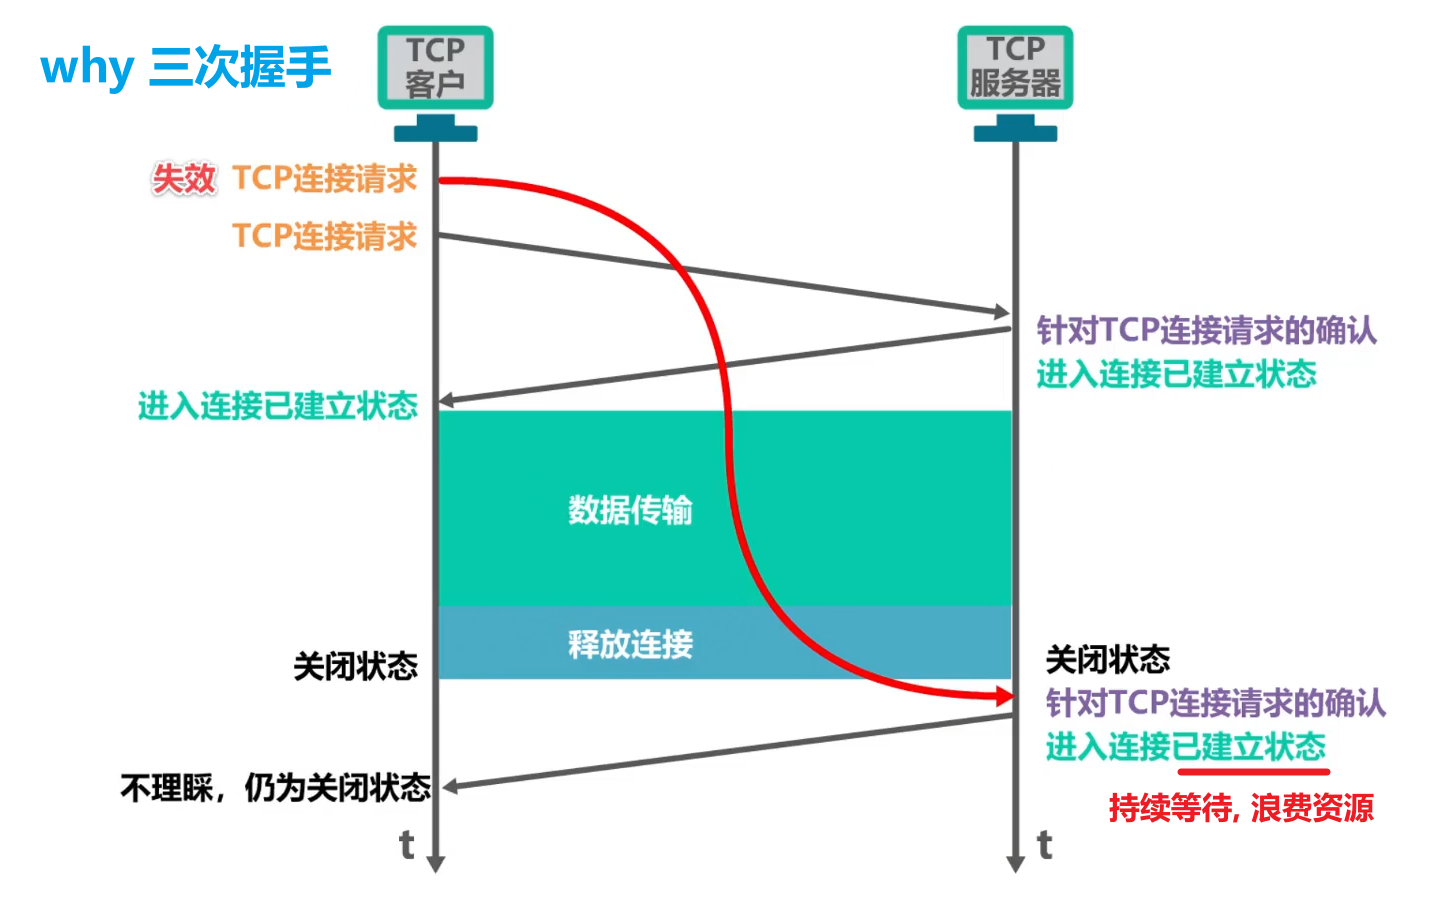 why 三次握手
TCP
客户
TCP
服务器
失效 TCP连接请求
TCP连接请求
针对TCP连接请求的确认
进入连接已建立状态
进入连接已建立状态
数据传输
释放连接
关闭状态
关闭状态
针对TCP连接请求的确认
进入连接已建立状态
不理睬，仍为关闭状态
持续等待, 浪费资源
t
t